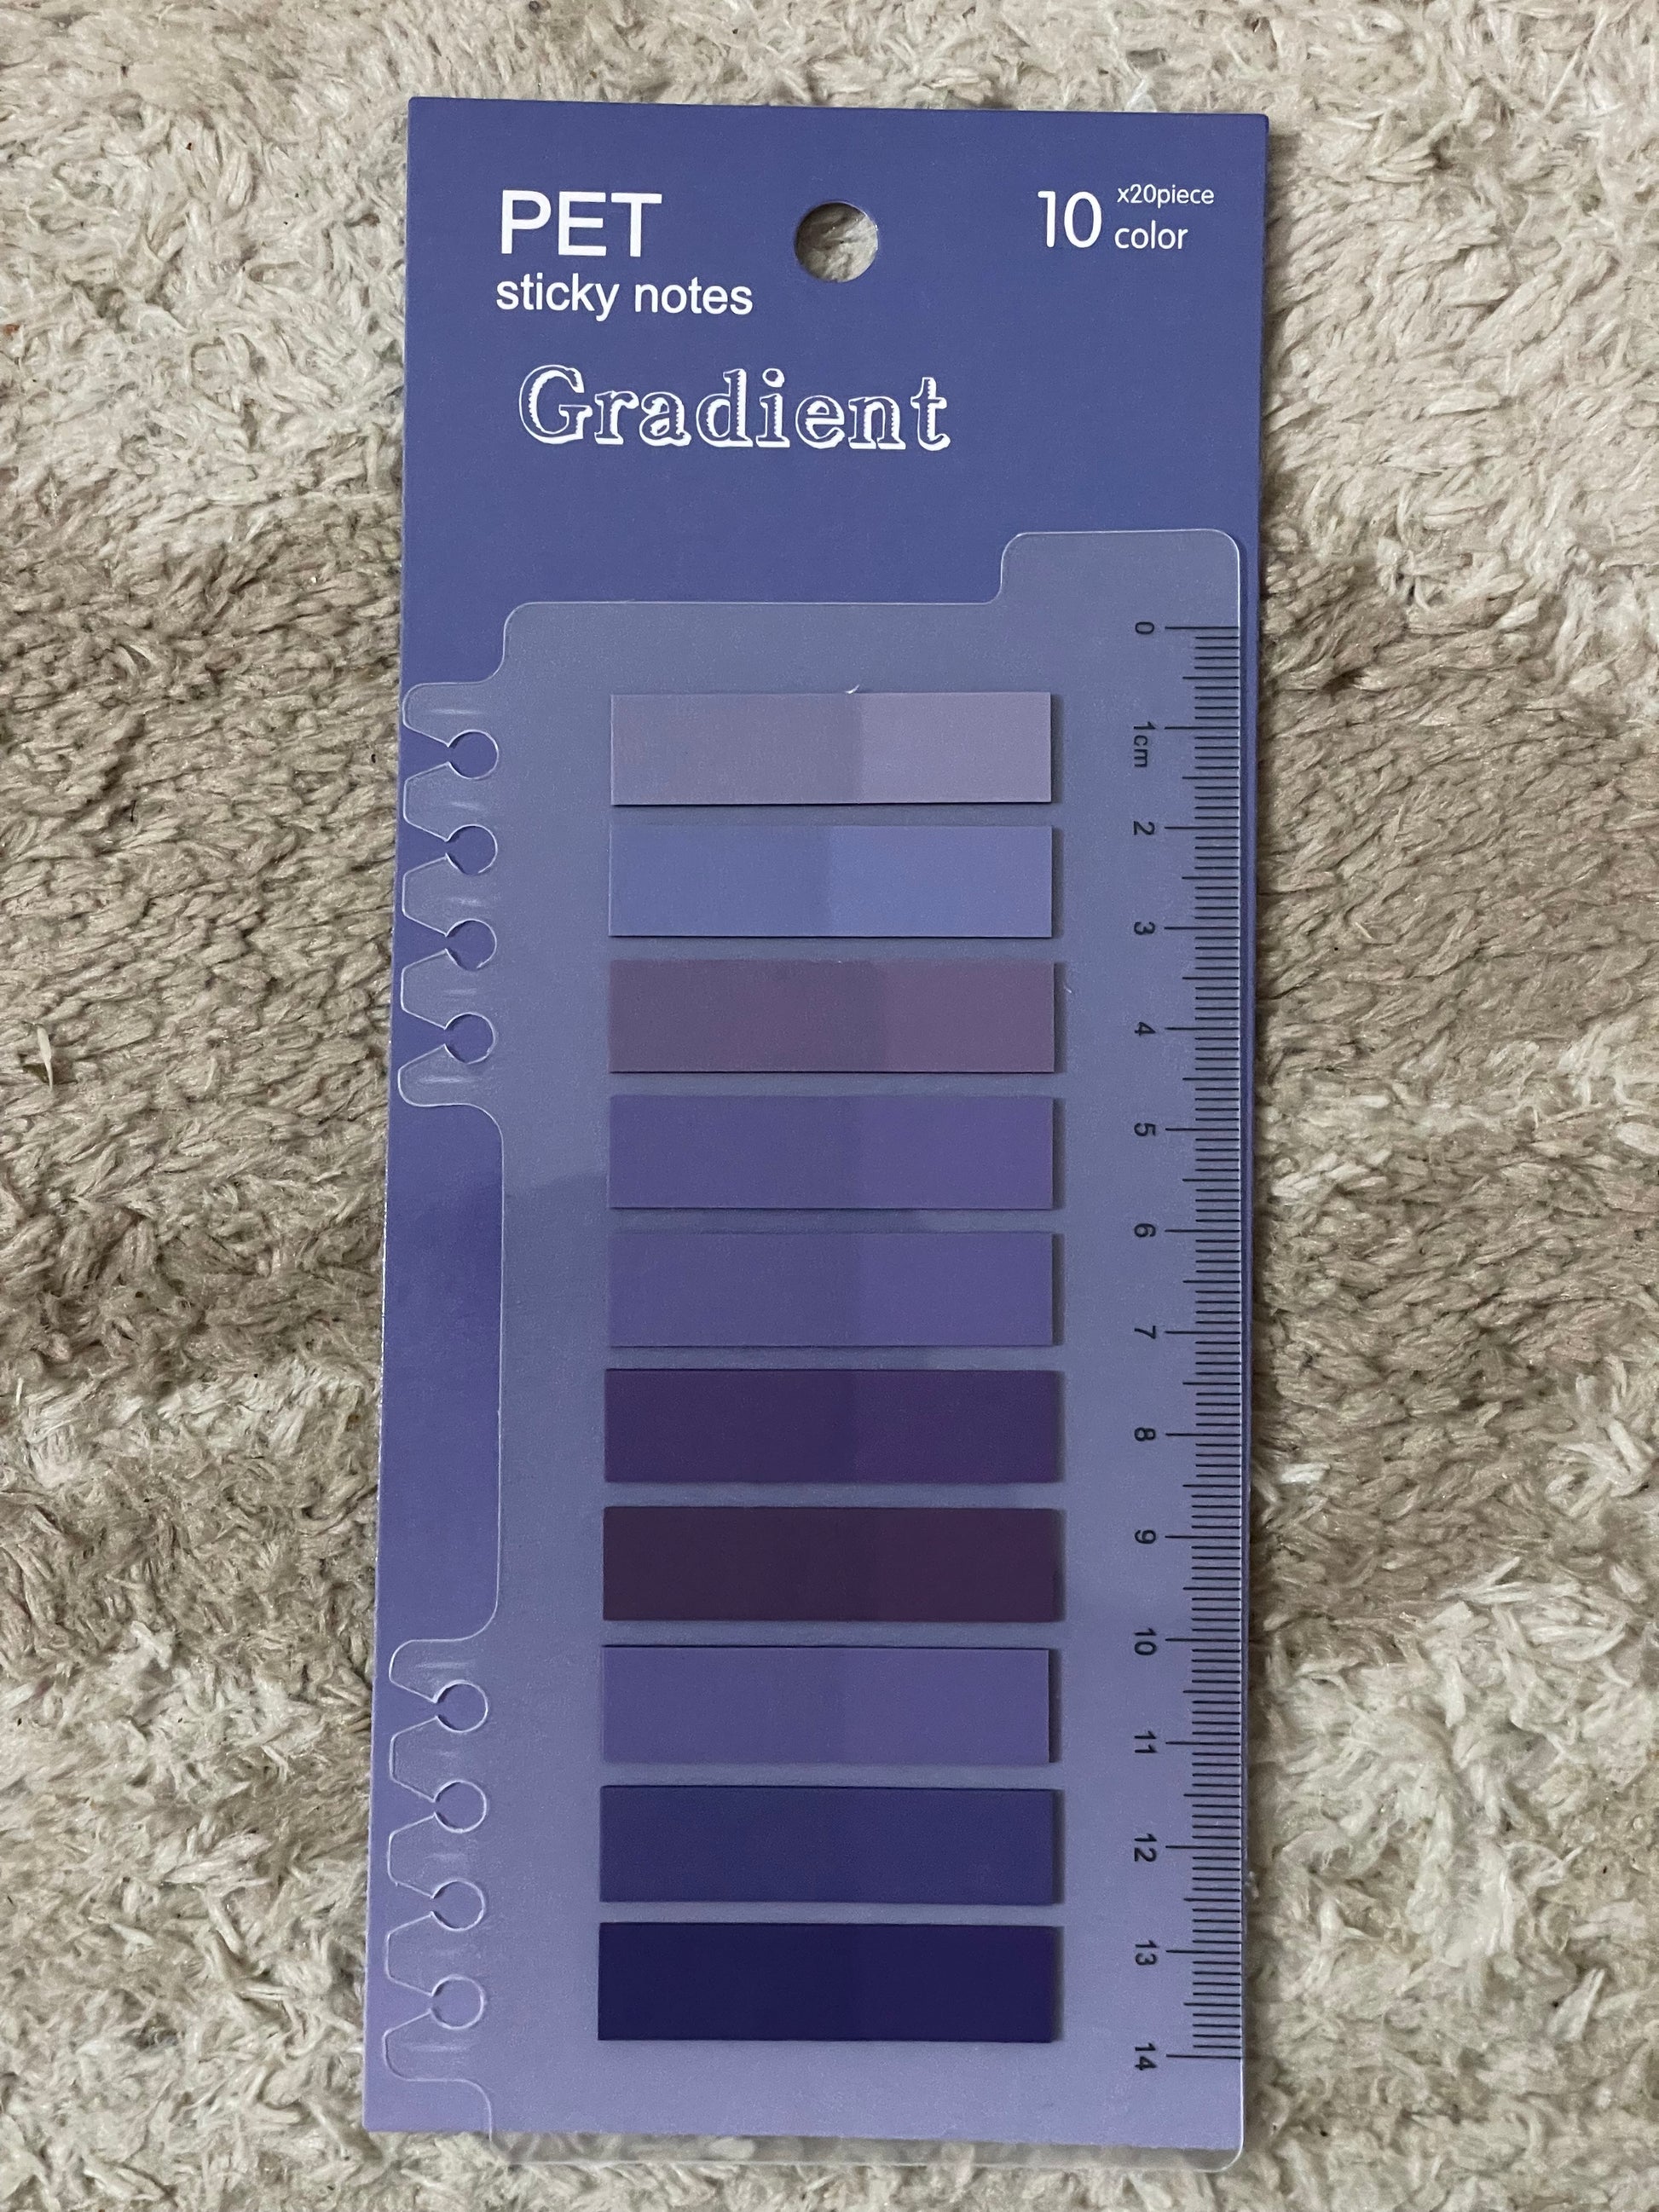 PET
sticky notes
10 x20piece
color
Gradient
0
1cm
2
3
4
5
6
7
8
9
10
11
12
13
14